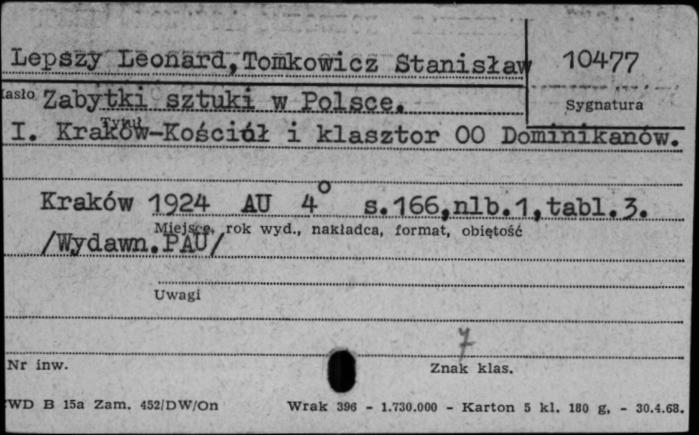 Lepszy Leonard,Tomkowicz Stanisław 10477
Hasło Zabytki sztuki w Polsce. Sygnatura
Tytuł
I. Kraków-Kościół i klasztor OO Dominikanów.
Kraków 1924 AU 4° s.166,nlb.1,tabl.3.
Miejsce, rok wyd., nakładca, format, objętość
/Wydawn.PAU/
Uwagi
7
Nr inw. Znak klas.
CWD B 15a Zam. 452/DW/On Wrak 396 - 1.730.000 - Karton 5 kl. 180 g, - 30.4.68.